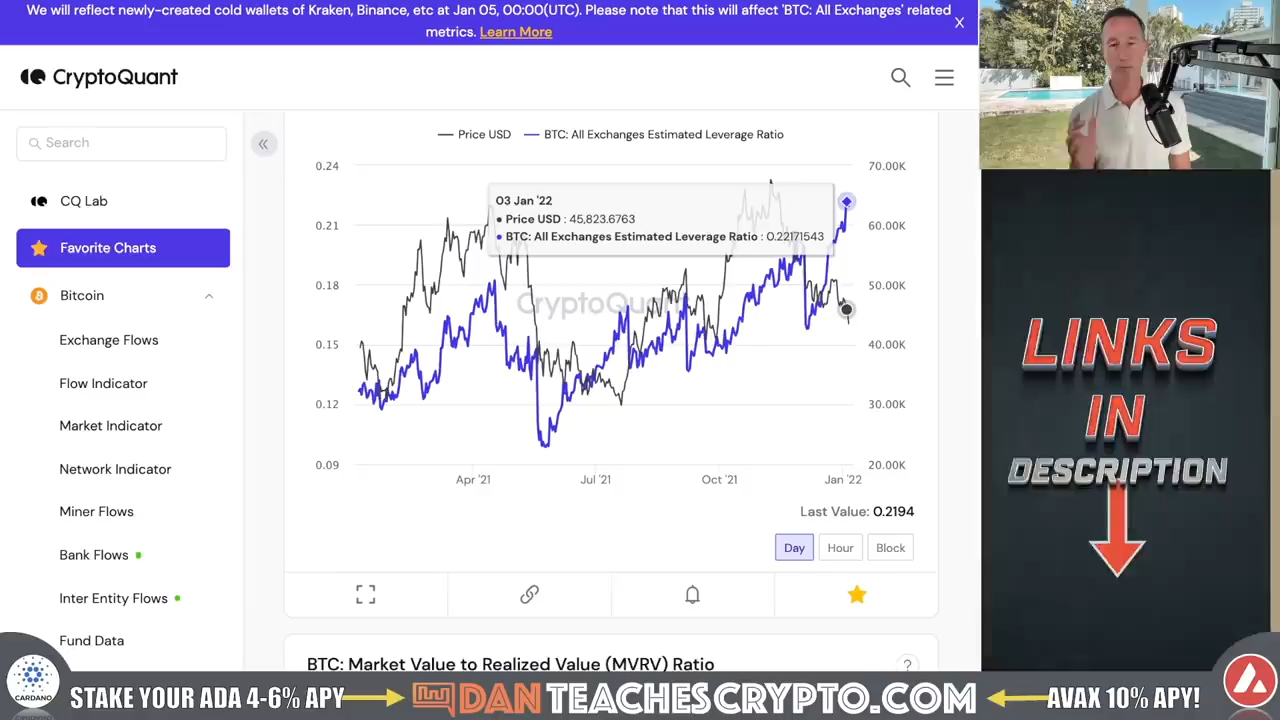 We will reflect newly-created cold wallets of Kraken, Binance, etc at Jan 05, 00:00(UTC). Please note that this will affect 'BTC: All Exchanges' related
metrics. Learn More
X
CryptoQuant
Search
CQ Lab
Favorite Charts
Bitcoin
Exchange Flows
Flow Indicator
Market Indicator
Network Indicator
Miner Flows
Bank Flows
Inter Entity Flows
Fund Data
Price USD
BTC: All Exchanges Estimated Leverage Ratio
0.24
0.21
0.18
0.15
0.12
0.09
70.00K
60.00K
50.00K
40.00K
30.00K
20.00K
03 Jan '22
Price USD : 45,823.6763
BTC: All Exchanges Estimated Leverage Ratio : 0.22171543
CryptoQuant
Apr '21
Jul '21
Oct '21
Jan '22
Last Value: 0.2194
Day
Hour
Block
BTC: Market Value to Realized Value (MVRV) Ratio
?
LINKS
IN
DESCRIPTION
CARDANO
STAKE YOUR ADA 4-6% APY
DANTEACHESCRYPTO.COM
AVAX 10% APY!